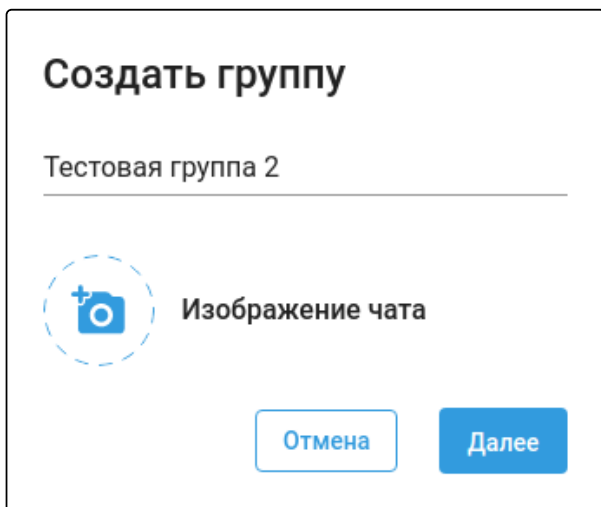 Создать группу
Тестовая группа 2
Изображение чата
Отмена Далее